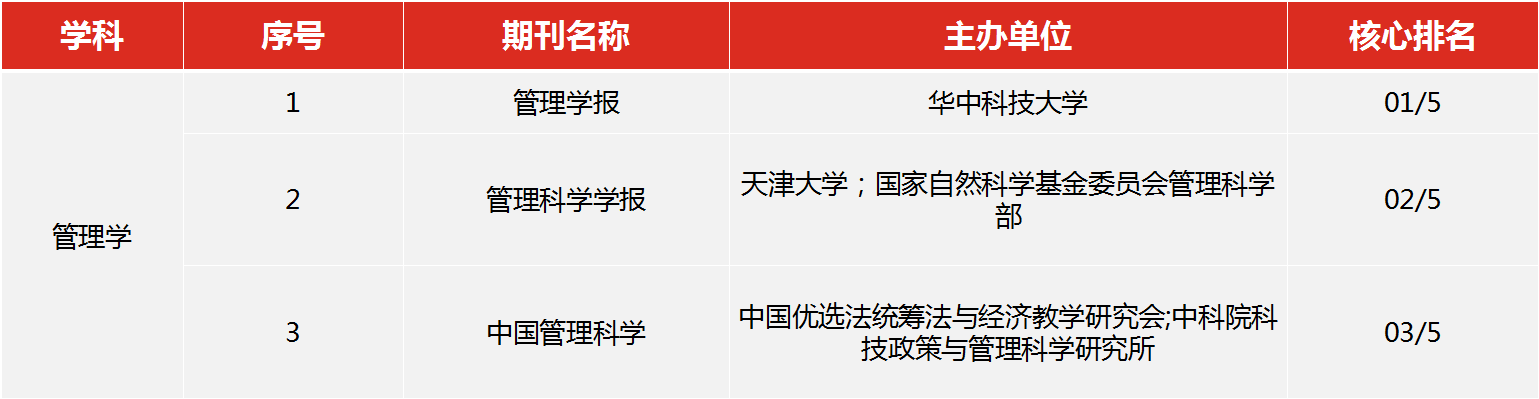 学科 序号 期刊名称 主办单位 核心排名
1 管理学报 华中科技大学 01/5
管理学
2 管理科学学报 天津大学；国家自然科学基金委员会管理科学
部 02/5
3 中国管理科学 中国优选法统筹法与经济教学研究会;中科院科
技政策与管理科学研究所 03/5